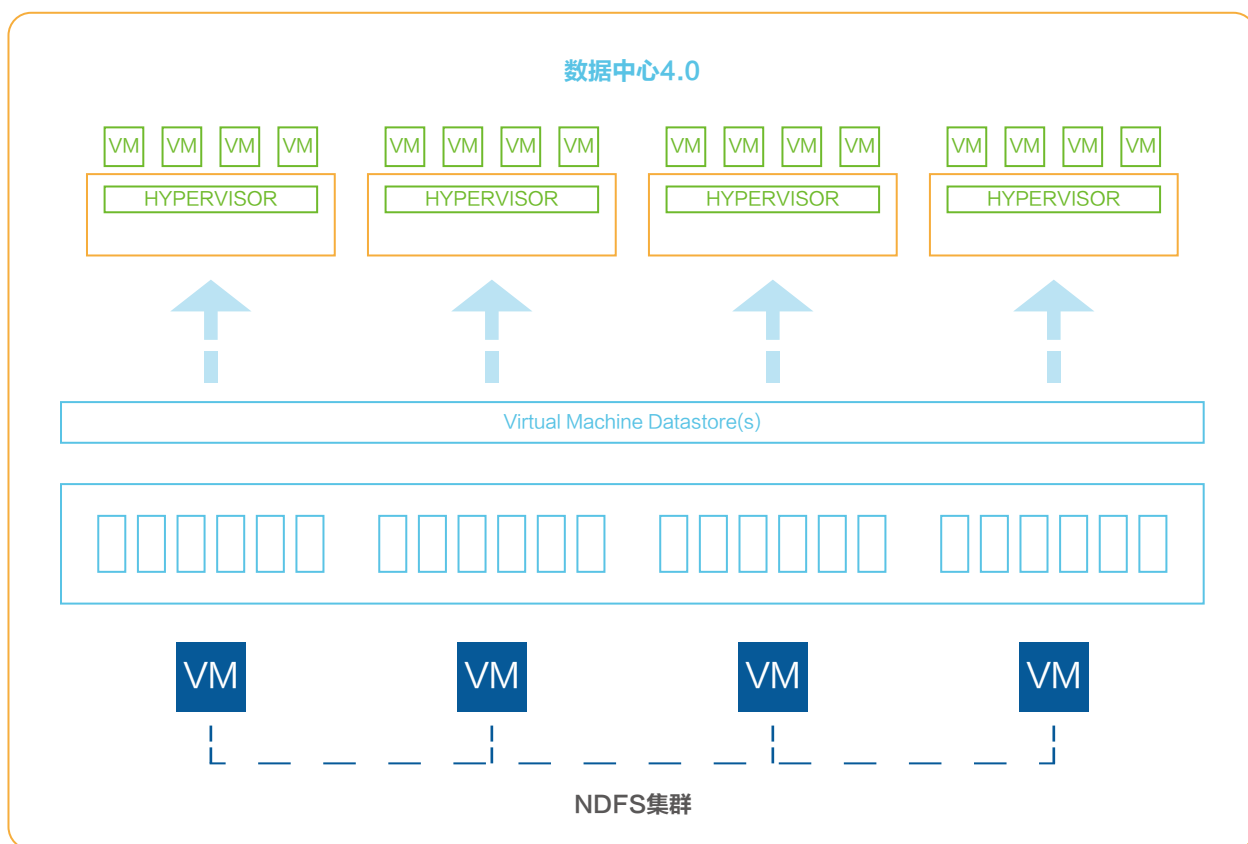 数据中心4.0
VM VM VM VM VM VM VM VM VM VM VM VM VM VM VM VM
HYPERVISOR HYPERVISOR HYPERVISOR HYPERVISOR
Virtual Machine Datastore(s)
VM VM VM VM
NDFS集群